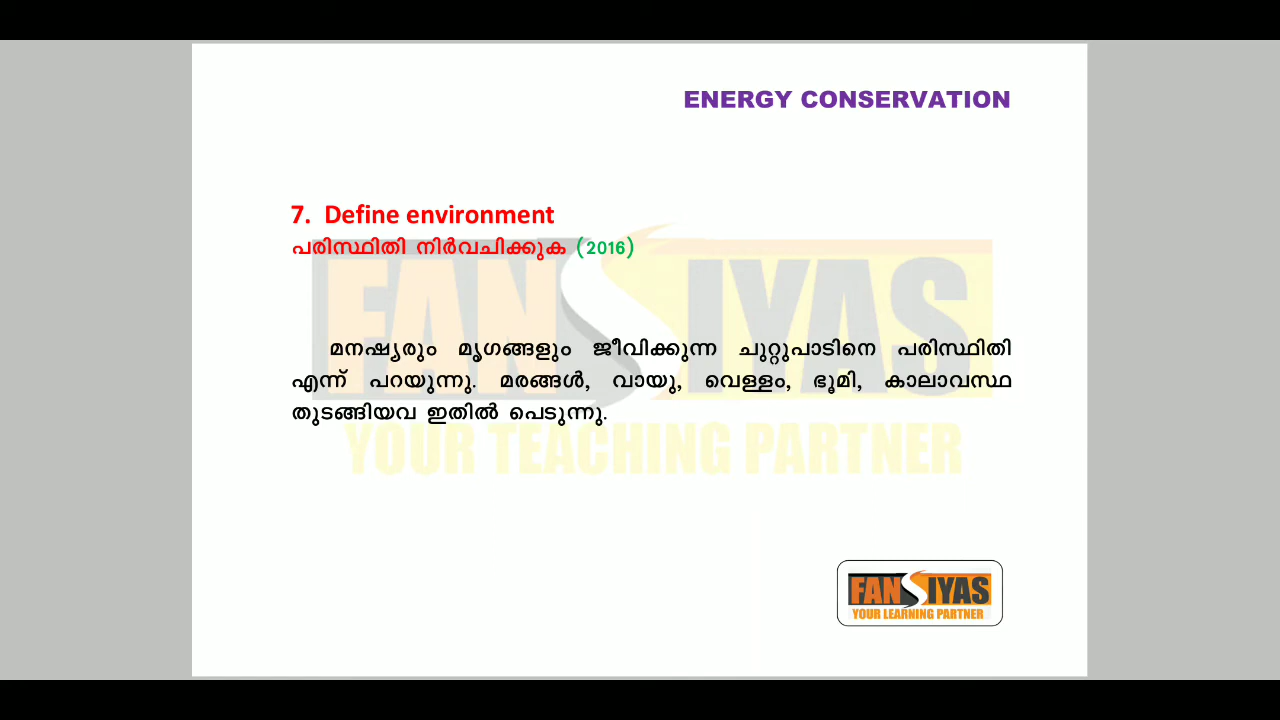 ENERGY CONSERVATION
7. Define environment
പരിസ്ഥിതി നിർവചിക്കുക (2016)
മനഷ്യരും മൃഗങ്ങളും ജീവിക്കുന്ന ചുറ്റുപാടിനെ പരിസ്ഥിതി
എന്ന് പറയുന്നു. മരങ്ങൾ, വായു, വെള്ളം, ഭൂമി, കാലാവസ്ഥ
തുടങ്ങിയവ ഇതിൽ പെടുന്നു.
FANSIYAS
YOUR TEACHING PARTNER
FANSIYAS
YOUR LEARNING PARTNER